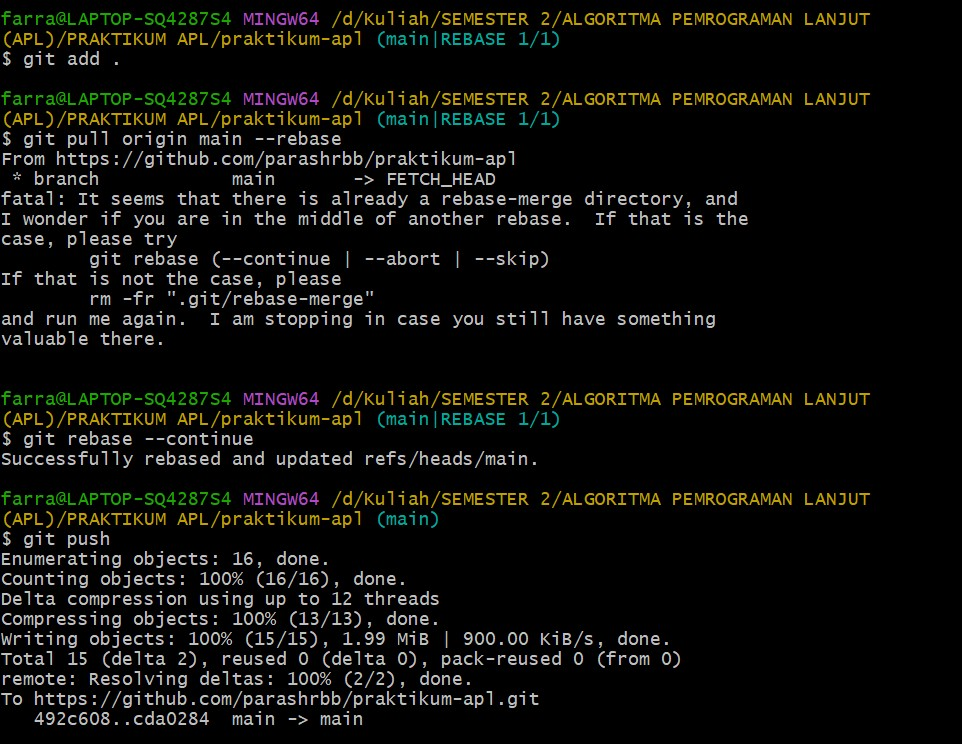 farra@LAPTOP-SQ4287S4 MINGW64 /d/Kuliah/SEMESTER 2/ALGORITMA PEMROGRAMAN LANJUT
(APL)/PRAKTIKUM APL/praktikum-apl (main|REBASE 1/1)
$ git add .
farra@LAPTOP-SQ4287S4 MINGW64 /d/Kuliah/SEMESTER 2/ALGORITMA PEMROGRAMAN LANJUT
(APL)/PRAKTIKUM APL/praktikum-apl (main|REBASE 1/1)
$ git pull origin main --rebase
From https://github.com/parashrbb/praktikum-apl
 * branch            main       -> FETCH_HEAD
fatal: It seems that there is already a rebase-merge directory, and
I wonder if you are in the middle of another rebase.  If that is the
case, please try
        git rebase (--continue | --abort | --skip)
If that is not the case, please
        rm -fr ".git/rebase-merge"
and run me again.  I am stopping in case you still have something
valuable there.
farra@LAPTOP-SQ4287S4 MINGW64 /d/Kuliah/SEMESTER 2/ALGORITMA PEMROGRAMAN LANJUT
(APL)/PRAKTIKUM APL/praktikum-apl (main|REBASE 1/1)
$ git rebase --continue
Successfully rebased and updated refs/heads/main.
farra@LAPTOP-SQ4287S4 MINGW64 /d/Kuliah/SEMESTER 2/ALGORITMA PEMROGRAMAN LANJUT
(APL)/PRAKTIKUM APL/praktikum-apl (main)
$ git push
Enumerating objects: 16, done.
Counting objects: 100% (16/16), done.
Delta compression using up to 12 threads
Compressing objects: 100% (13/13), done.
Writing objects: 100% (15/15), 1.99 MiB | 900.00 KiB/s, done.
Total 15 (delta 2), reused 0 (delta 0), pack-reused 0 (from 0)
remote: Resolving deltas: 100% (2/2), done.
To https://github.com/parashrbb/praktikum-apl.git
   492c608..cda0284  main -> main